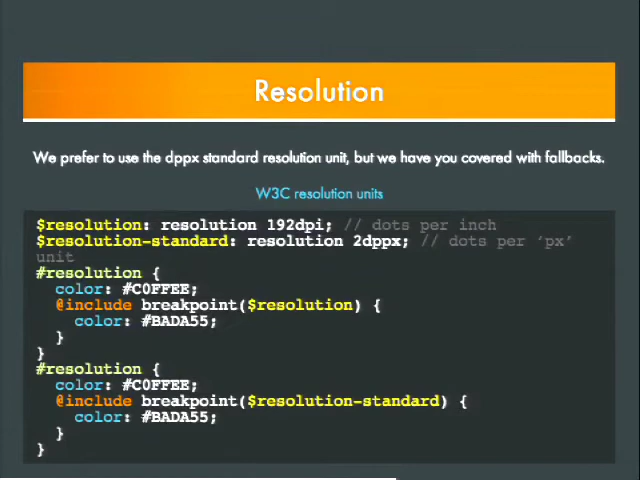 Resolution
We prefer to use the dppx standard resolution unit, but we have you covered with fallbacks.
W3C resolution units
$resolution: resolution 192dpi; // dots per inch
$resolution-standard: resolution 2dppx; // dots per ‘px’
unit
#resolution {
  color: #C0FFEE;
  @include breakpoint($resolution) {
    color: #BADA55;
  }
}
#resolution {
  color: #C0FFEE;
  @include breakpoint($resolution-standard) {
    color: #BADA55;
  }
}